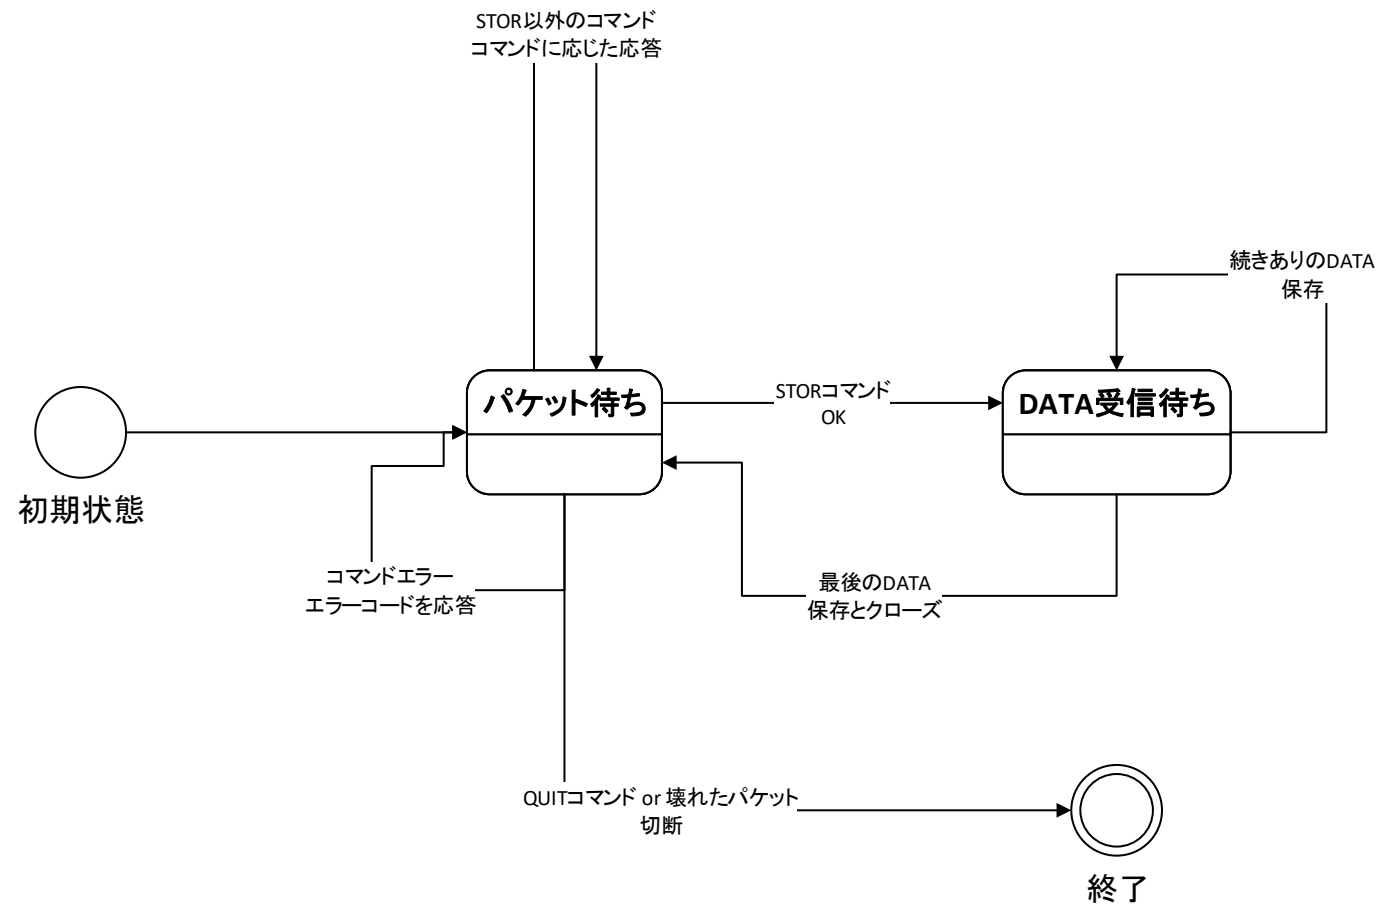 STOR以外のコマンド
コマンドに応じた応答
続きありのDATA
保存
パケット待ち
STORコマンド
OK
DATA受信待ち
初期状態
コマンドエラー
エラーコードを応答
最後のDATA
保存とクローズ
QUITコマンド or 壊れたパケット
切断
終了